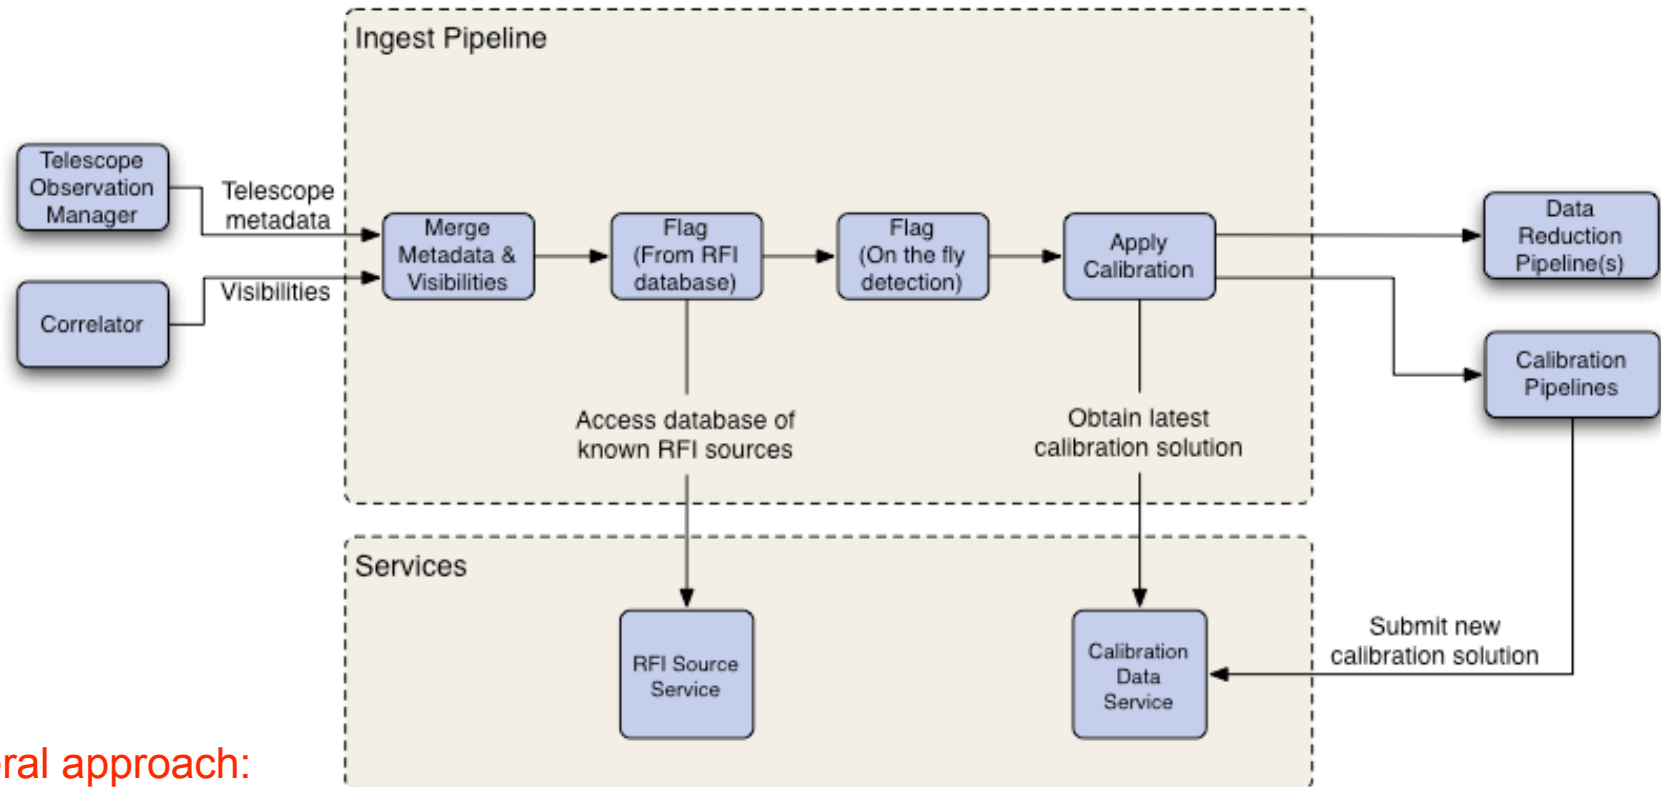 Ingest Pipeline
Telescope
Observation
Manager
Telescope
metadata
Correlator
Visibilities
Merge
Metadata &
Visibilities
Flag
(From RFI
database)
Flag
(On the fly
detection)
Apply
Calibration
Data
Reduction
Pipeline(s)
Calibration
Pipelines
Access database of
known RFI sources
Obtain latest
calibration solution
Services
RFI Source
Service
Calibration
Data
Service
Submit new
calibration solution
eral approach: